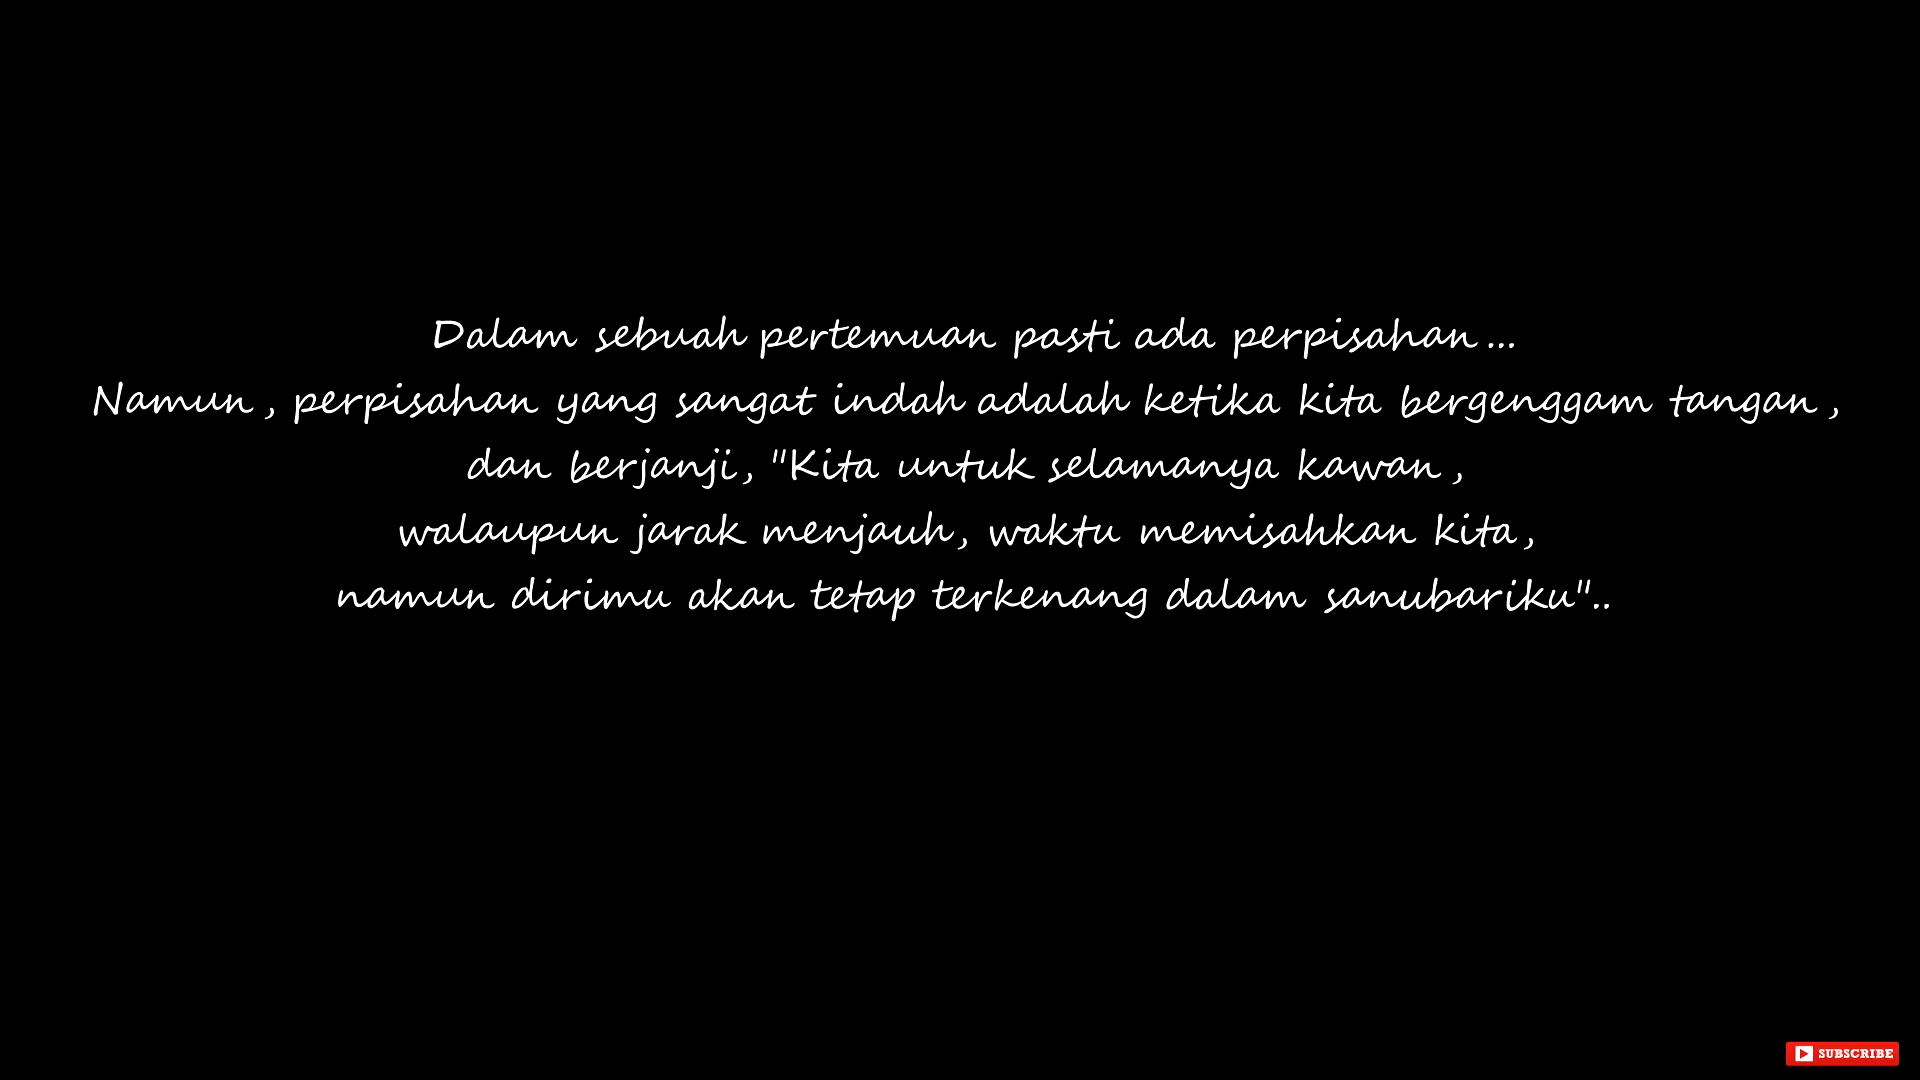 Dalam sebuah pertemuan pasti ada perpisahan...
Namun, perpisahan yang sangat indah adalah ketika kita bergenggam tangan,
dan berjanji, "Kita untuk selamanya kawan,
walaupun jarak menjauh, waktu memisahkan kita,
namun dirimu akan tetap terkenang dalam sanubariku"..
SUBSCRIBE